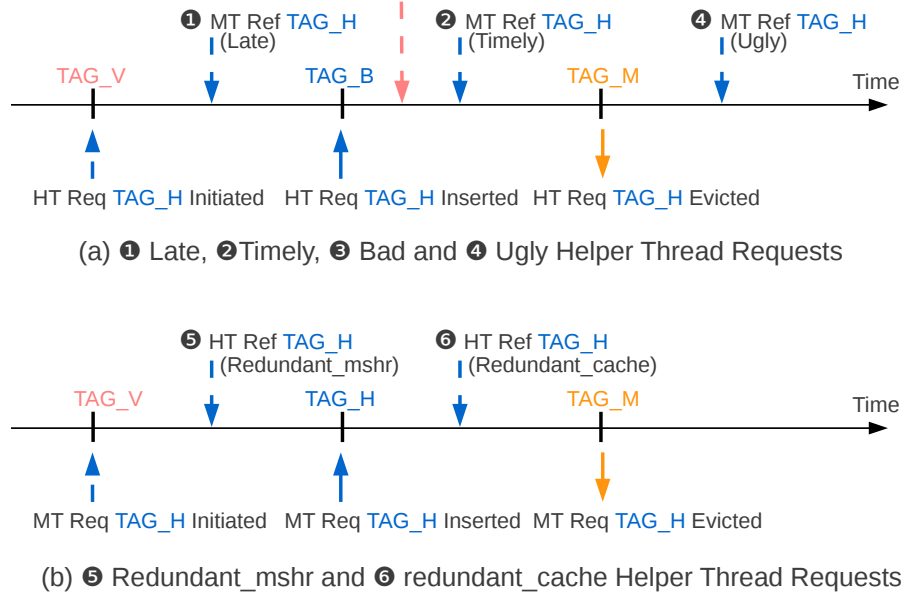 ❶ MT Ref TAG_H
(Late)
❷ MT Ref TAG_H
(Timely)
❹ MT Ref TAG_H
(Ugly)
TAG_V
TAG_B
TAG_M
Time
HT Req TAG_H Initiated
HT Req TAG_H Inserted
HT Req TAG_H Evicted
(a) ❶ Late, ❷Timely, ❸ Bad and ❹ Ugly Helper Thread Requests
❺ HT Ref TAG_H
(Redundant_mshr)
❻ HT Ref TAG_H
(Redundant_cache)
TAG_V
TAG_H
TAG_M
Time
MT Req TAG_H Initiated
MT Req TAG_H Inserted
MT Req TAG_H Evicted
(b) ❺ Redundant_mshr and ❻ redundant_cache Helper Thread Requests